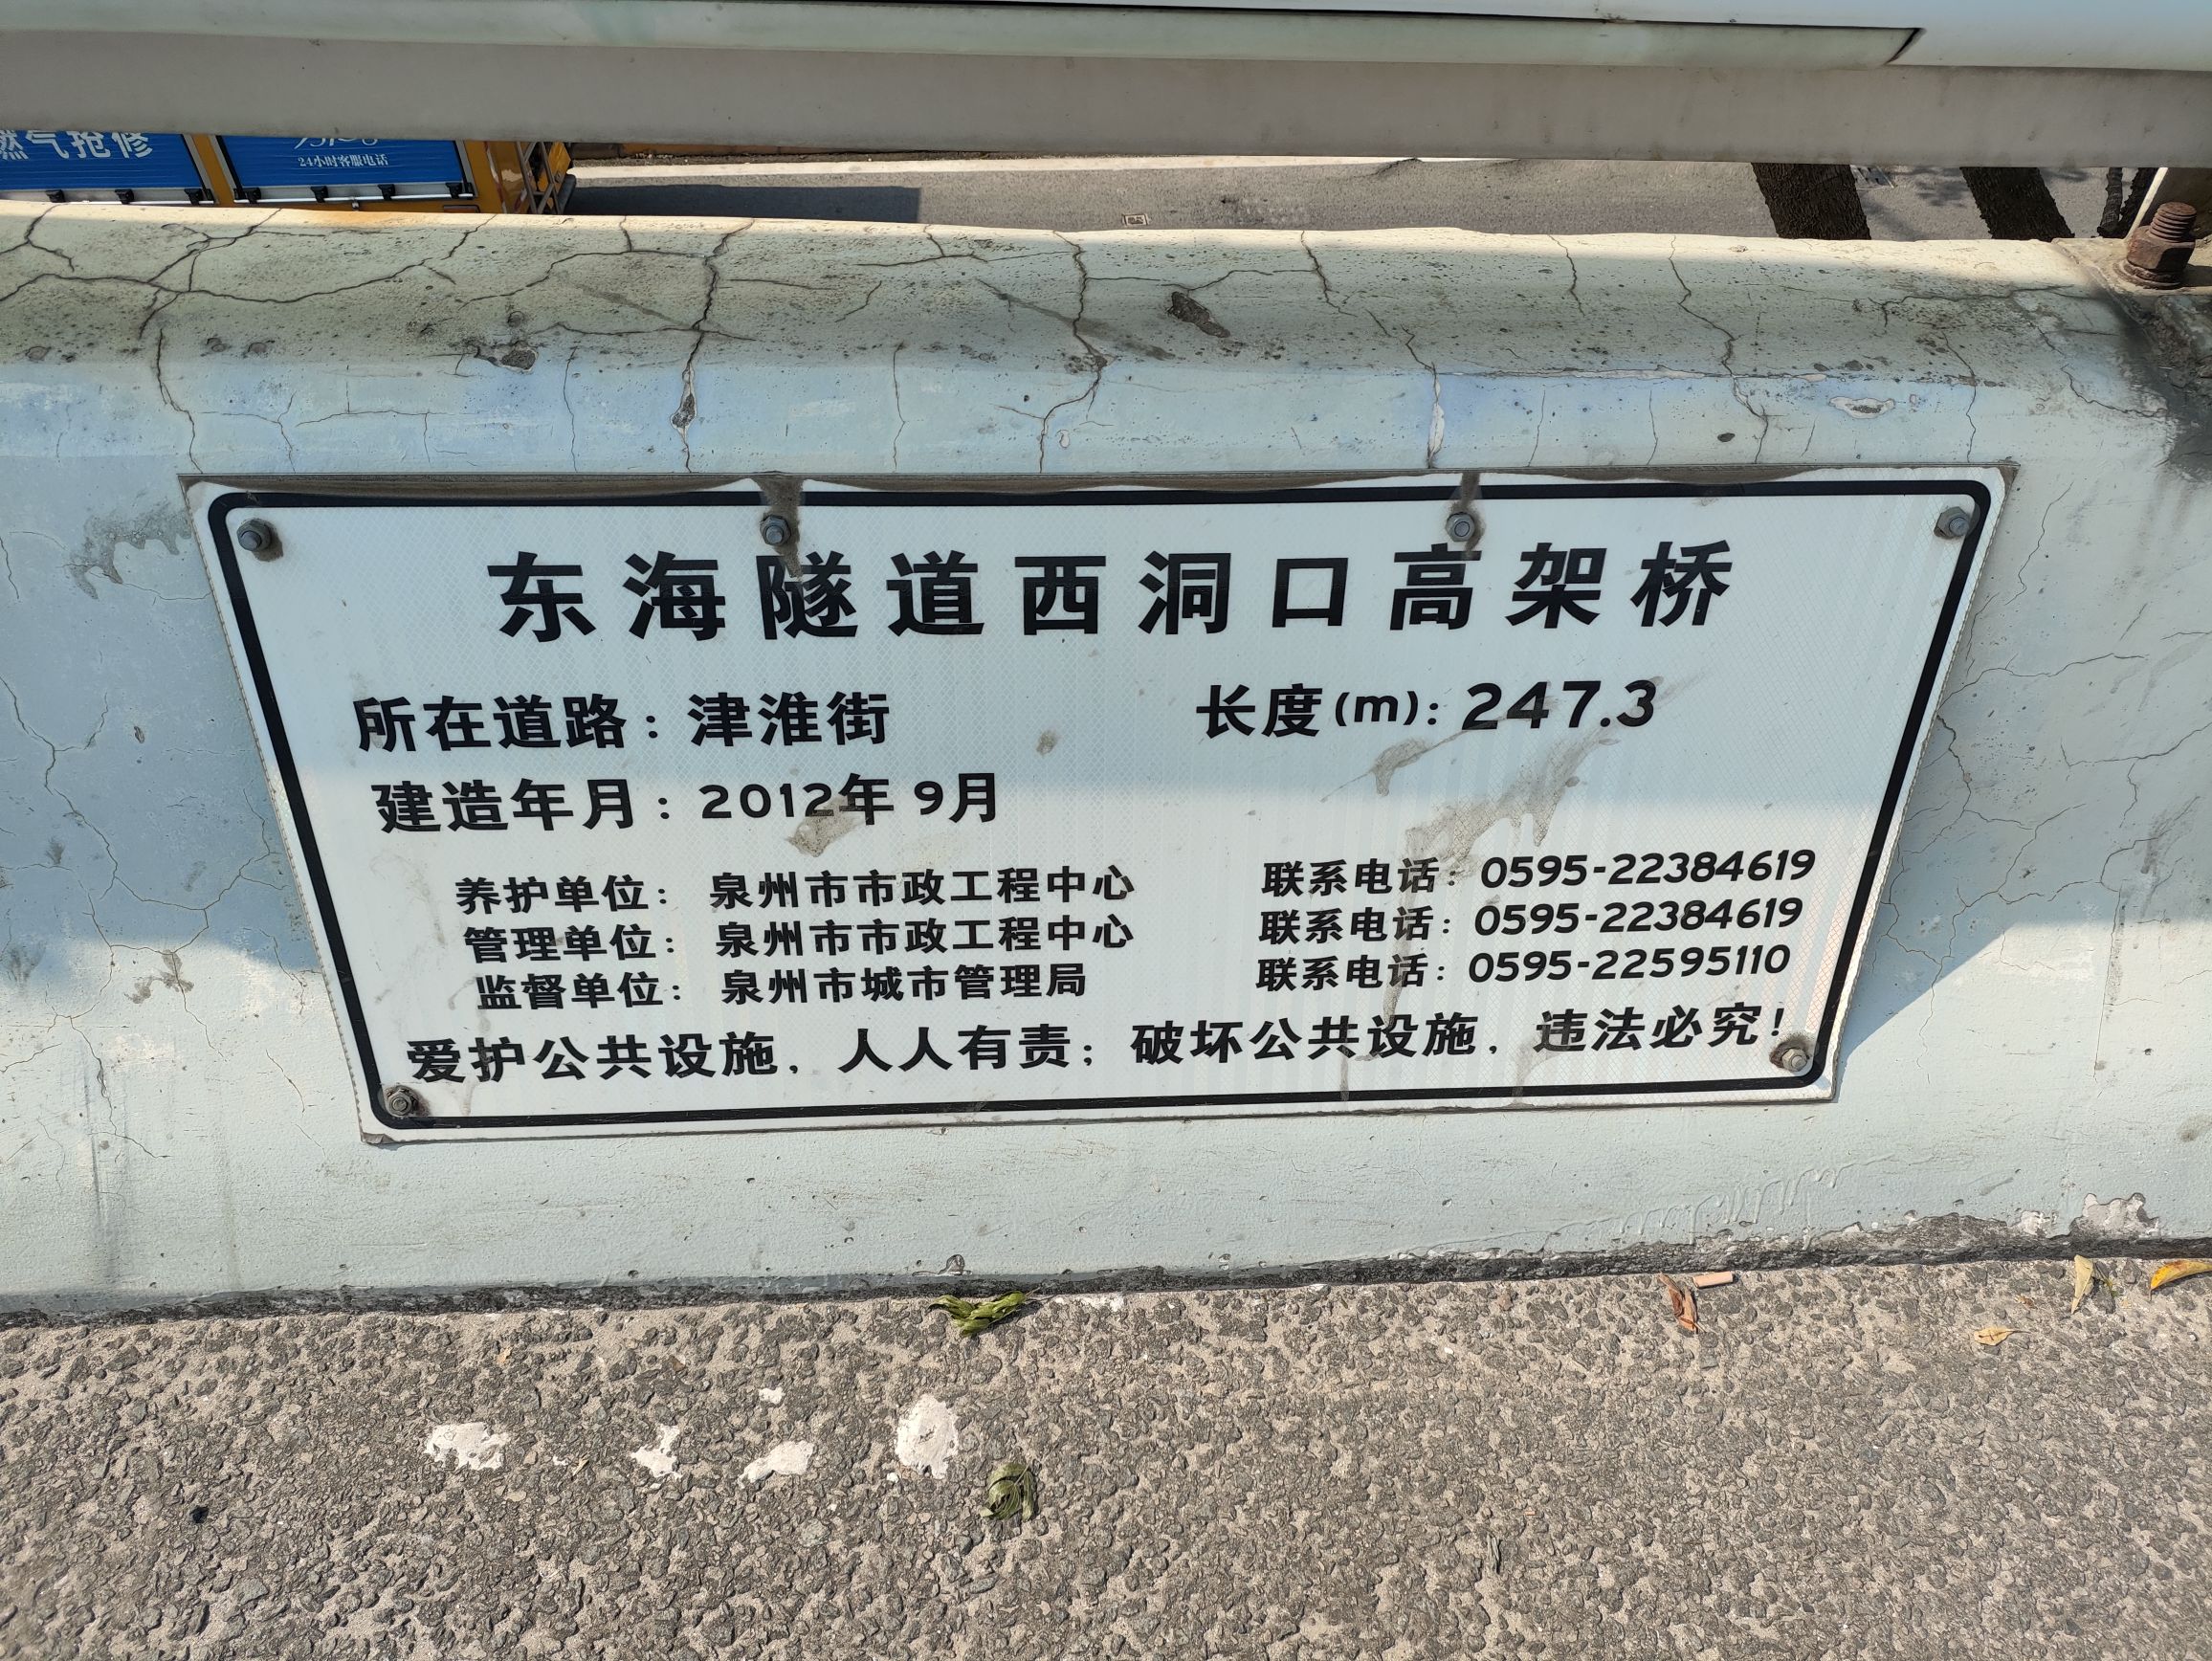 燃气抢修
24小时客服电话
东海隧道西洞口高架桥
所在道路：津淮街 长度(m)：247.3
建造年月：2012年9月
养护单位：泉州市市政工程中心 联系电话：0595-22384619
管理单位：泉州市市政工程中心 联系电话：0595-22384619
监督单位：泉州市城市管理局 联系电话：0595-22595110
爱护公共设施，人人有责；破坏公共设施，违法必究！